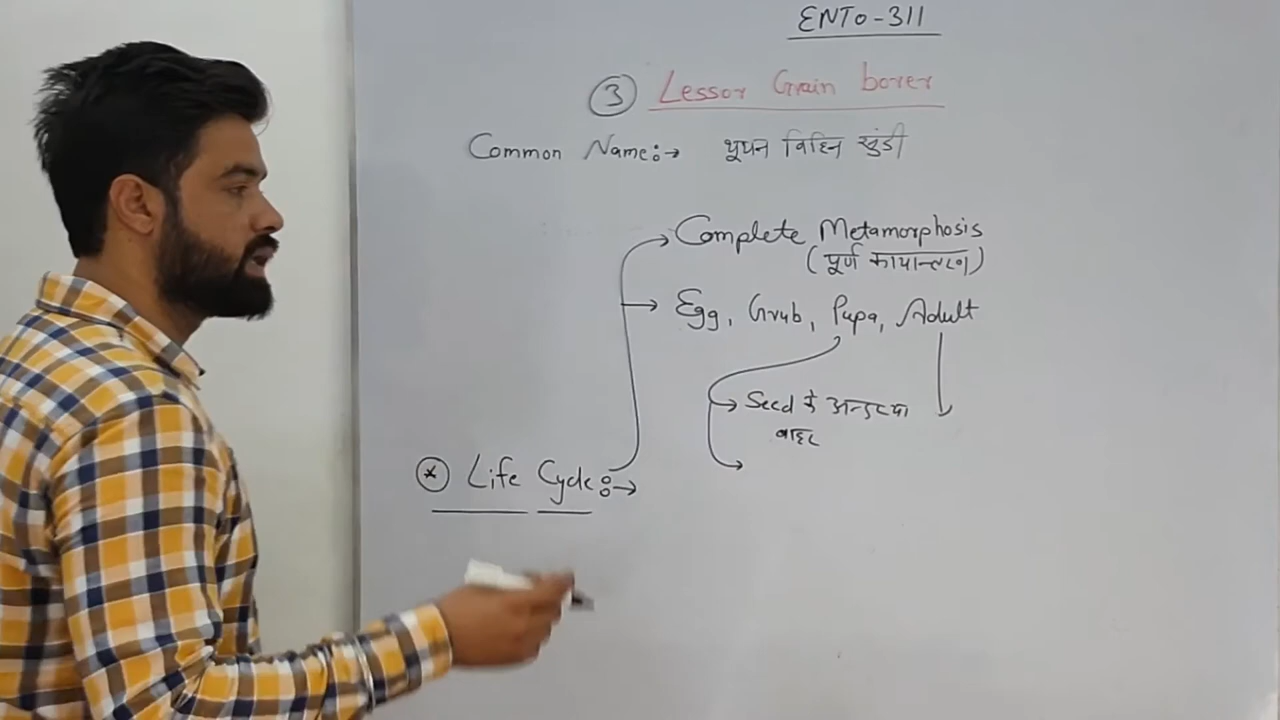 ENTO-311
③ Lessor Grain borer
Common Name:→ थूथन विहिन सुंडी
Complete Metamorphosis
(पूर्ण कायान्तरण)
Egg, Grub, Pupa, Adult
Seed के अन्दर या
बाहर
* Life Cycle:→